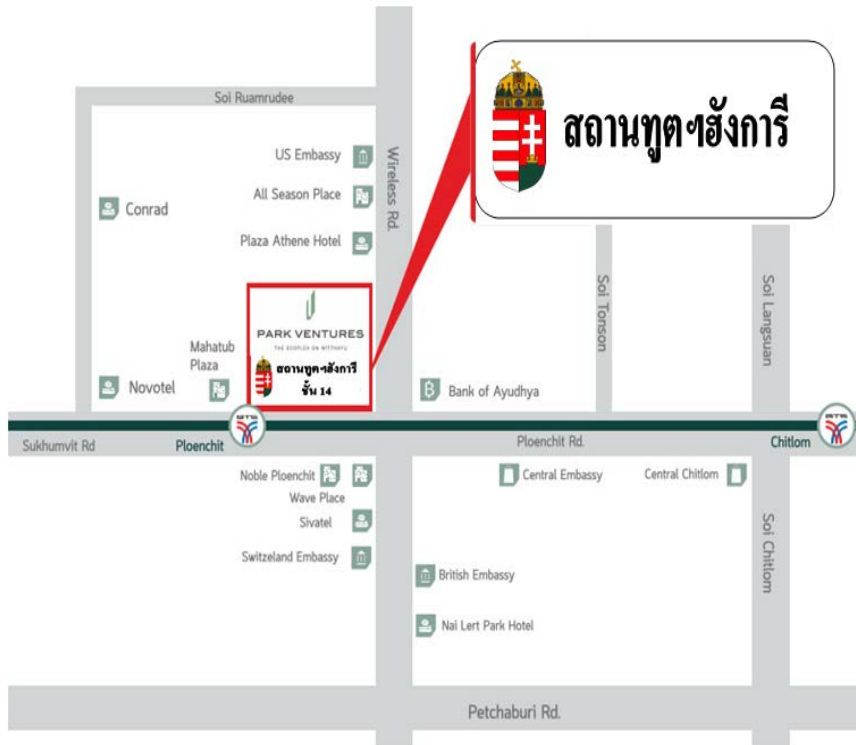 สถานทูตฯฮังการี
Soi Ruamrudee
US Embassy
Wireless Rd.
All Season Place
Conrad
Plaza Athene Hotel
Soi Tonson
Soi Langsuan
PARK VENTURES
THE ECOPLEX ON WITTHAYU
สถานทูตฯฮังการี
ชั้น 14
Mahatub
Plaza
Novotel
Bank of Ayudhya
BTS
BTS
Sukhumvit Rd
Ploenchit
Ploenchit Rd.
Chitlom
Noble Ploenchit
Wave Place
Central Embassy
Central Chitlom
Sivatel
Switzeland Embassy
Soi Chitlom
British Embassy
Nai Lert Park Hotel
Petchaburi Rd.